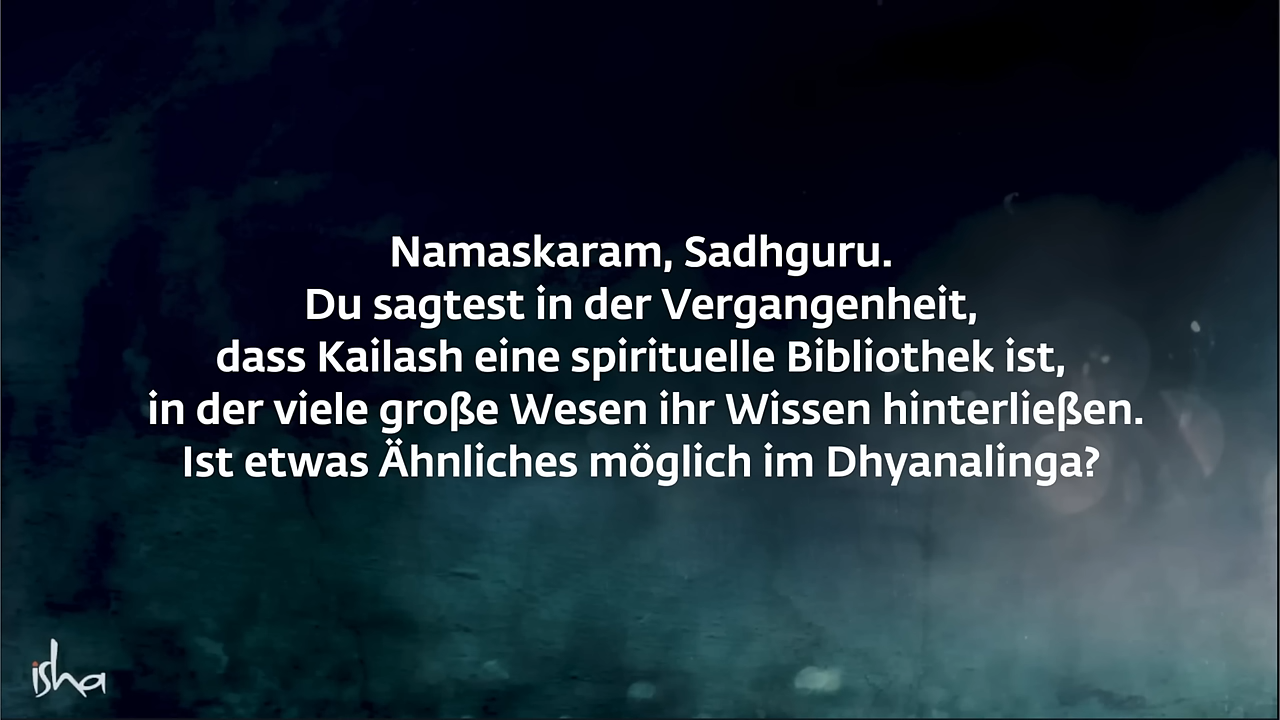 Namaskaram, Sadhguru.
Du sagtest in der Vergangenheit,
dass Kailash eine spirituelle Bibliothek ist,
in der viele große Wesen ihr Wissen hinterließen.
Ist etwas Ähnliches möglich im Dhyanalinga?
isha